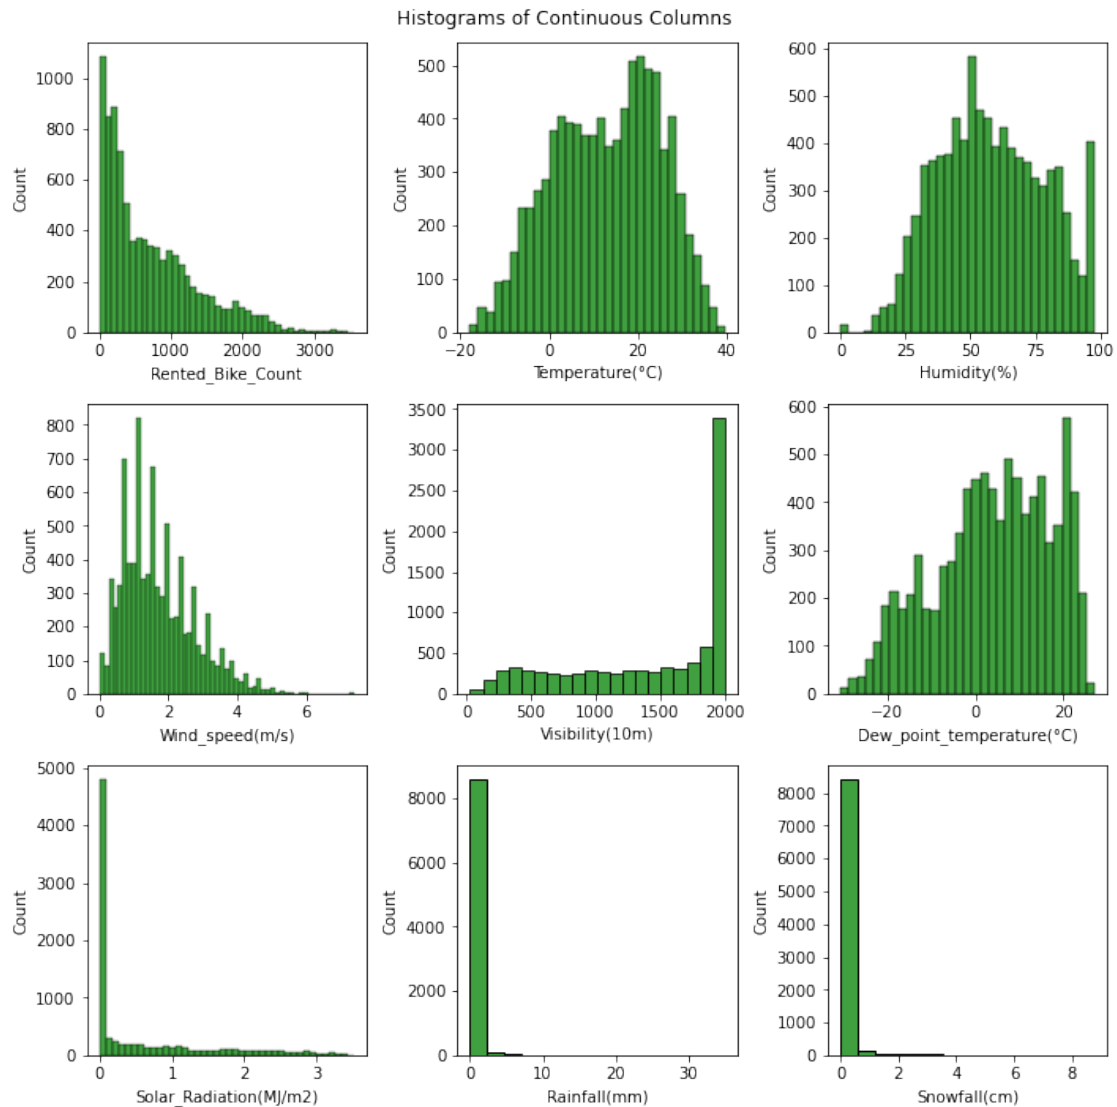 Histograms of Continuous Columns
1000
800
600
400
200
0
Count
0 1000 2000 3000
Rented_Bike_Count
500
400
300
200
100
0
Count
−20 0 20 40
Temperature(°C)
600
500
400
300
200
100
0
Count
0 25 50 75 100
Humidity(%)
800
700
600
500
400
300
200
100
0
Count
0 2 4 6
Wind_speed(m/s)
3500
3000
2500
2000
1500
1000
500
0
Count
0 500 1000 1500 2000
Visibility(10m)
600
500
400
300
200
100
0
Count
−20 0 20
Dew_point_temperature(°C)
5000
4000
3000
2000
1000
0
Count
0 1 2 3
Solar_Radiation(MJ/m2)
8000
6000
4000
2000
0
Count
0 10 20 30
Rainfall(mm)
8000
7000
6000
5000
4000
3000
2000
1000
0
Count
0 2 4 6 8
Snowfall(cm)